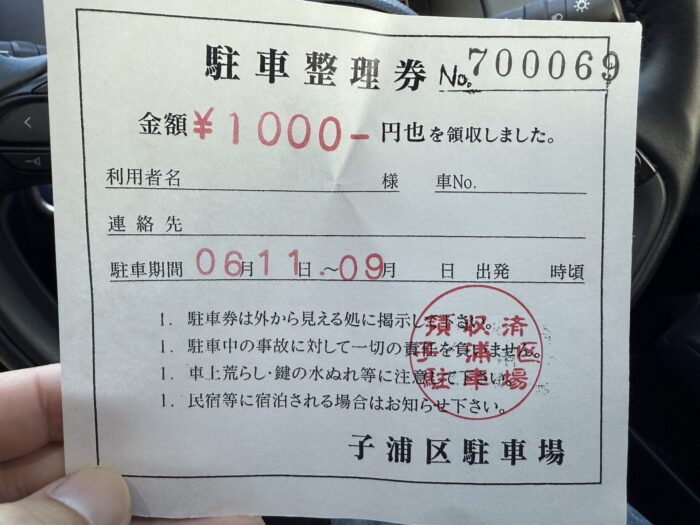 駐車整理券 No. 700069
金額 ¥1000- 円也を領収しました。
利用者名 様 車No.
連絡先
駐車期間 06月11日~09月 日 出発 時頃
1. 駐車券は外から見える処に掲示して下さい。
1. 駐車中の事故に対して一切の責任を負いません。
1. 車上荒らし・鍵の水ぬれ等に注意して下さい。
1. 民宿等に宿泊される場合はお知らせ下さい。
領収済
子浦区
駐車場
子浦区駐車場